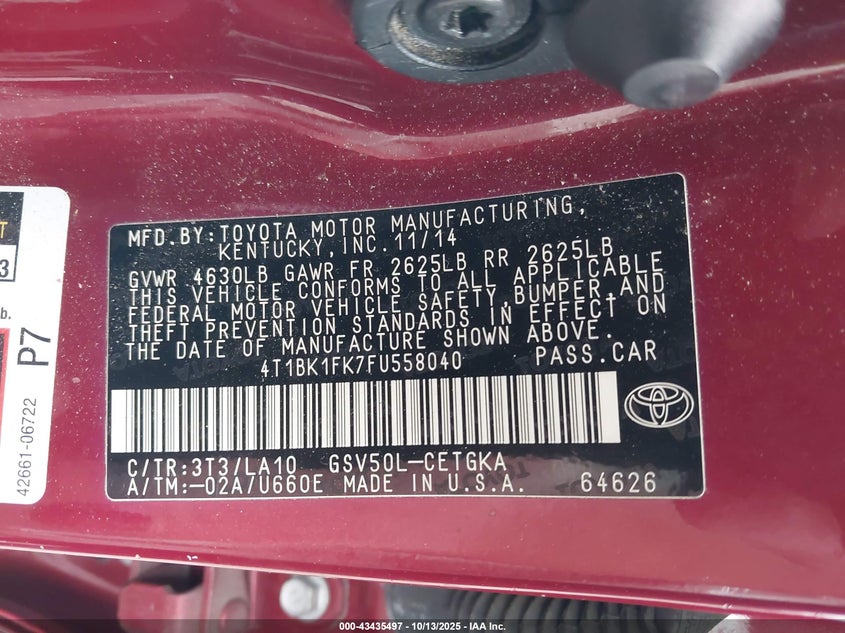 MFD.BY:TOYOTA MOTOR MANUFACTURING,
KENTUCKY,INC.11/14
GVWR 4630LB GAWR FR 2625LB RR 2625LB
THIS VEHICLE CONFORMS TO ALL APPLICABLE
FEDERAL MOTOR VEHICLE SAFETY,BUMPER,AND
THEFT PREVENTION STANDARDS IN EFFECT ON
THE DATE OF MANUFACTURE SHOWN ABOVE.
4T1BK1FK7FU558040 PASS.CAR
C/TR:3T3/LA10 GSV50L-CETGKA
A/TM:-02A/U660E MADE IN U.S.A. 64626
T
3
b.
P7
42661-06722
000-43435497 - 10/13/2025 - IAA Inc.